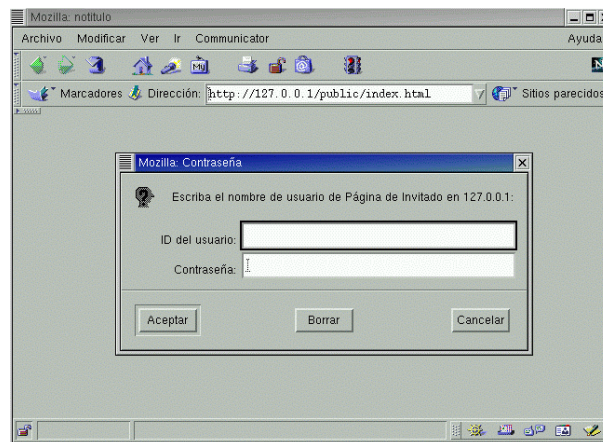 Mozilla: notitulo
Archivo Modificar Ver Ir Communicator Ayuda
My
Marcadores Dirección: http://127.0.0.1/public/index.html Sitios parecidos
Mozilla: Contraseña
Escriba el nombre de usuario de Página de Invitado en 127.0.0.1:
ID del usuario:
Contraseña:
Aceptar Borrar Cancelar